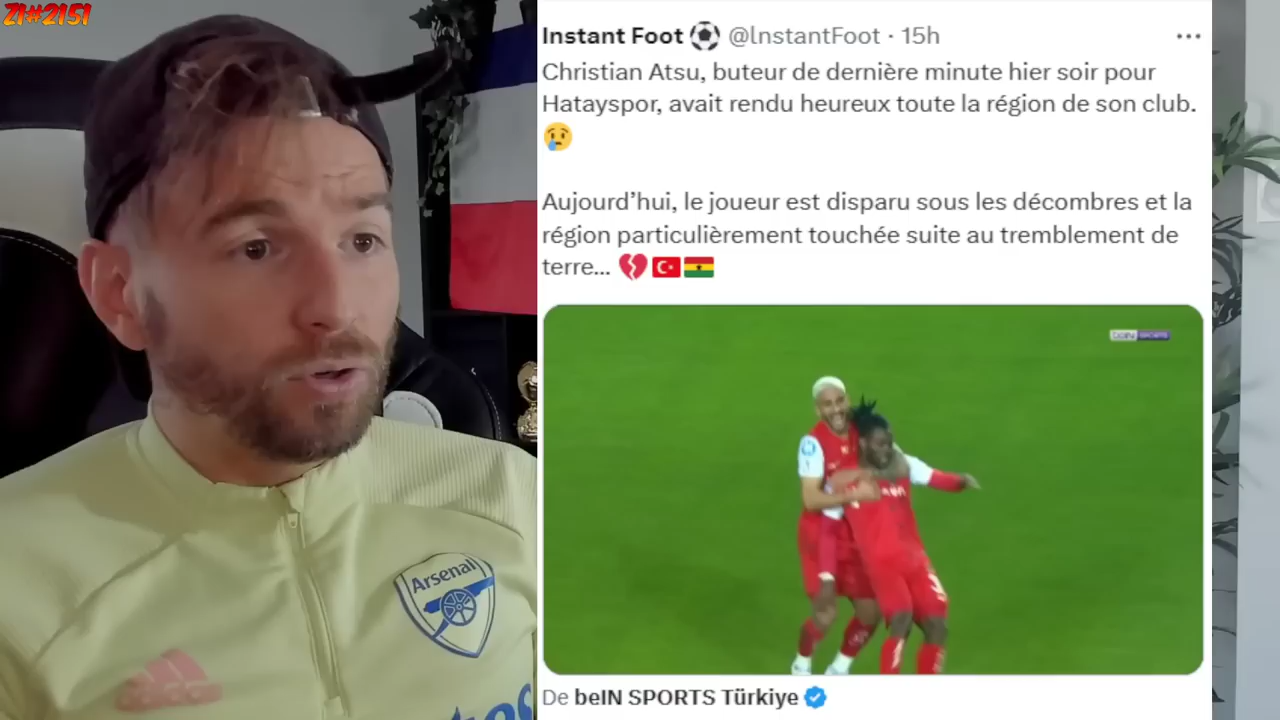 Z1#2151
Instant Foot @lnstantFoot · 15h
Christian Atsu, buteur de dernière minute hier soir pour
Hatayspor, avait rendu heureux toute la région de son club.
Aujourd’hui, le joueur est disparu sous les décombres et la
région particulièrement touchée suite au tremblement de
terre...
beIN SPORTS
Arsenal
De beIN SPORTS Türkiye